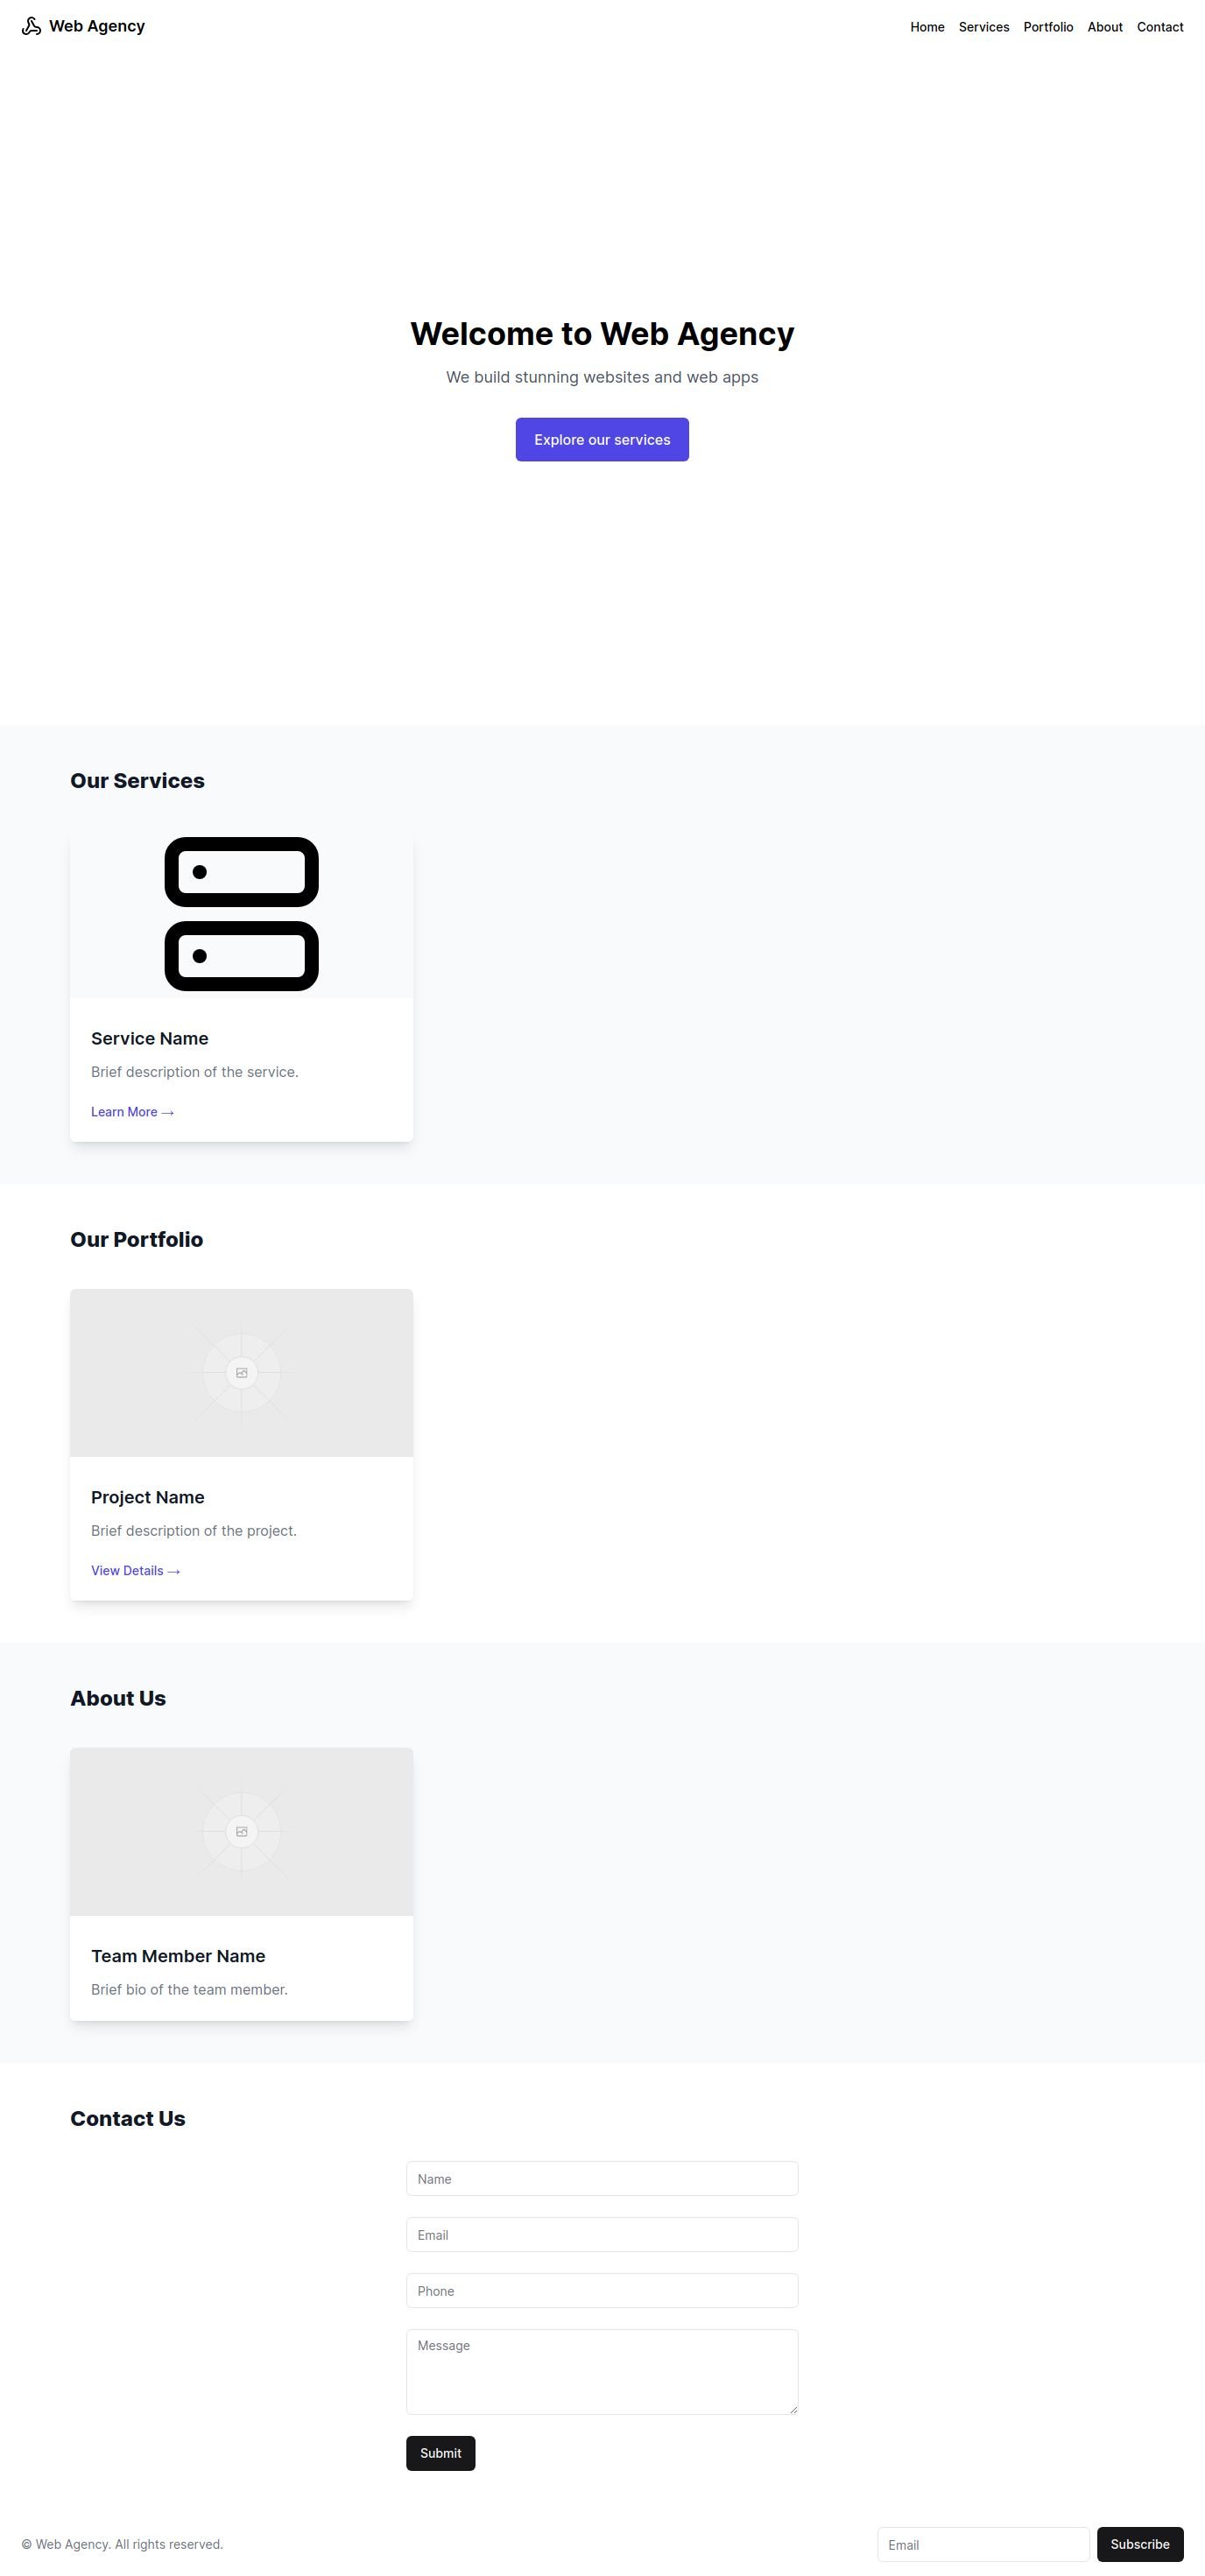 Web Agency
Home Services Portfolio About Contact
Welcome to Web Agency
We build stunning websites and web apps
Explore our services
Our Services
Service Name
Brief description of the service.
Learn More →
Our Portfolio
Project Name
Brief description of the project.
View Details →
About Us
Team Member Name
Brief bio of the team member.
Contact Us
Name
Email
Phone
Message
Submit
© Web Agency. All rights reserved.
Email
Subscribe